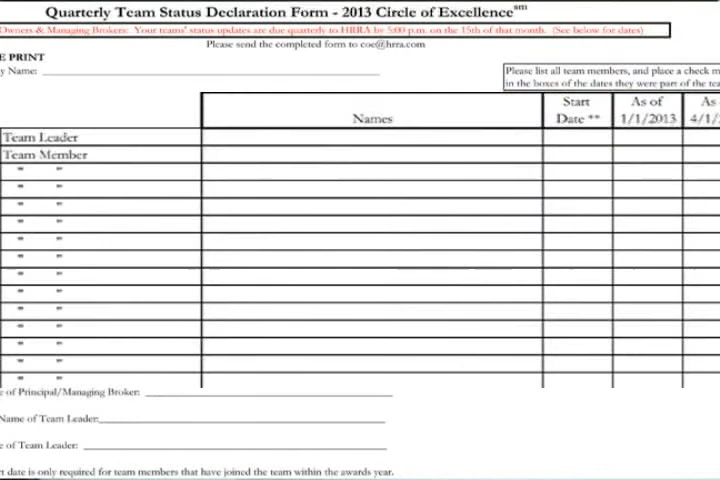 Quarterly Team Status Declaration Form - 2013 Circle of Excellence℠
Owners & Managing Brokers: Your teams' status updates are due quarterly to HRRA by 5:00 p.m. on the 15th of that month. (See below for dates)
Please send the completed form to coe@hrra.com
E PRINT
y Name: ____________________
Please list all team members, and place a check m
in the boxes of the dates they were part of the tea
Names Start Date ** As of 1/1/2013 As 4/1/
Team Leader
Team Member
" "
" "
" "
" "
" "
" "
" "
" "
" "
" "
" "
" "
" "
e of Principal/Managing Broker: ____________________
Name of Team Leader:____________________
e of Team Leader: ____________________
rt date is only required for team members that have joined the team within the awards year.